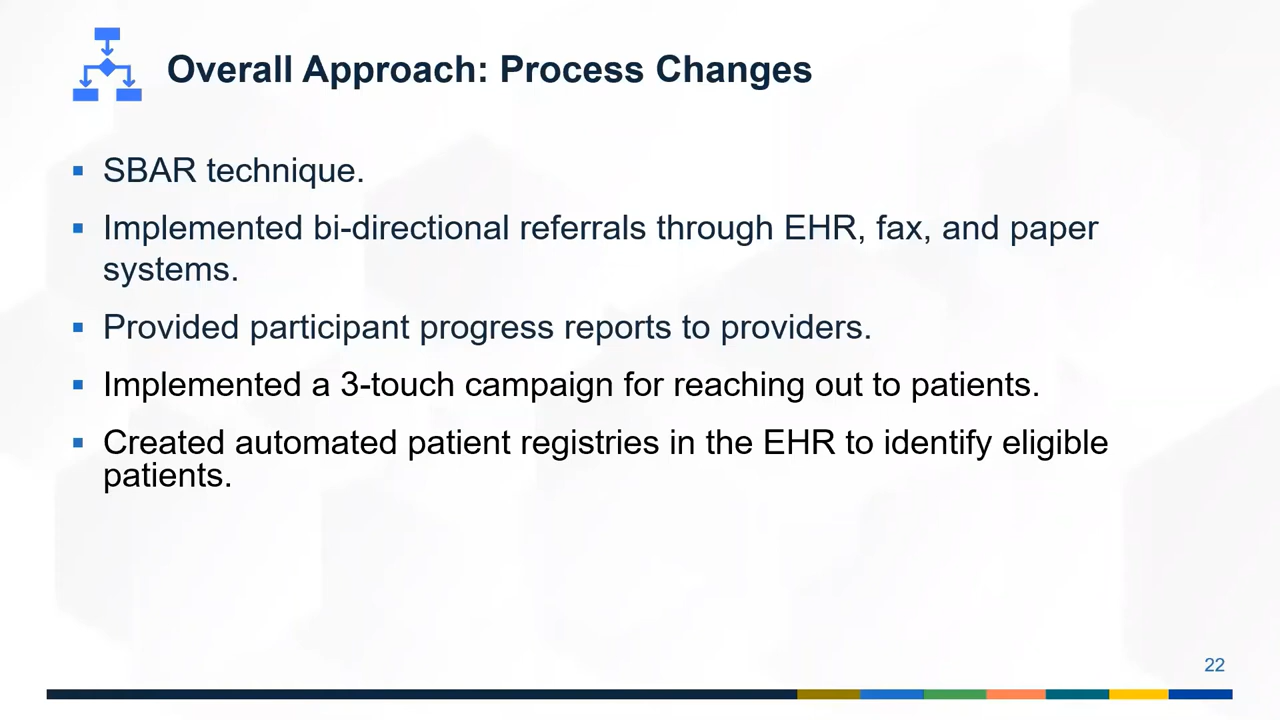 Overall Approach: Process Changes
SBAR technique.
Implemented bi-directional referrals through EHR, fax, and paper
systems.
Provided participant progress reports to providers.
Implemented a 3-touch campaign for reaching out to patients.
Created automated patient registries in the EHR to identify eligible
patients.
22